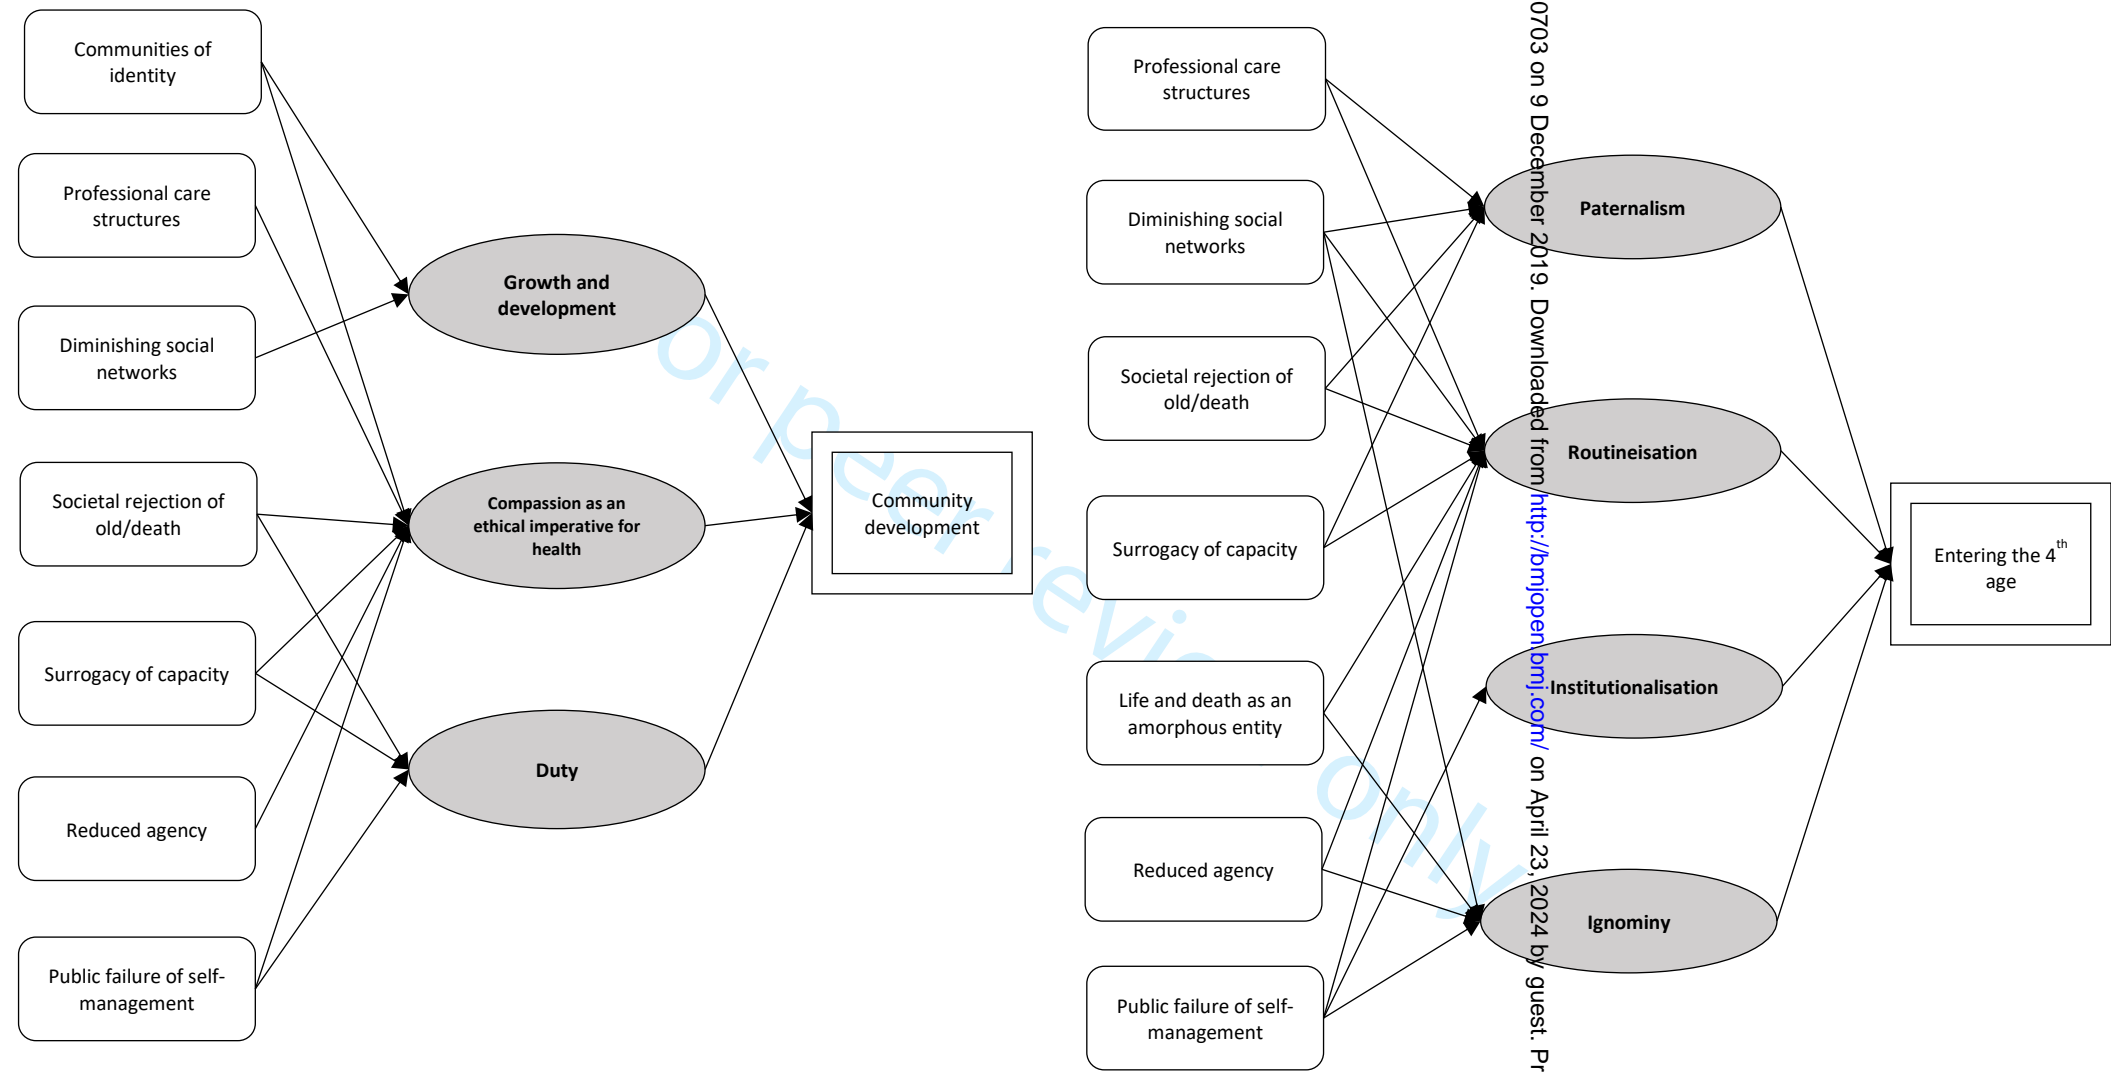 Communities of
identity
Professional care
structures
Diminishing social
networks
Societal rejection of
old/death
Surrogacy of capacity
Reduced agency
Public failure of self-
management
Growth and
development
Compassion as an
ethical imperative for
health
Duty
Community
development
Professional care
structures
Diminishing social
networks
Societal rejection of
old/death
Surrogacy of capacity
Life and death as an
amorphous entity
Reduced agency
Public failure of self-
management
Paternalism
Routineisation
Institutionalisation
Ignominy
Entering the 4th
age
or peer review only
0703 on 9 December 2019. Downloaded from http://bmjopen.bmj.com/ on April 23, 2024 by guest. Pr